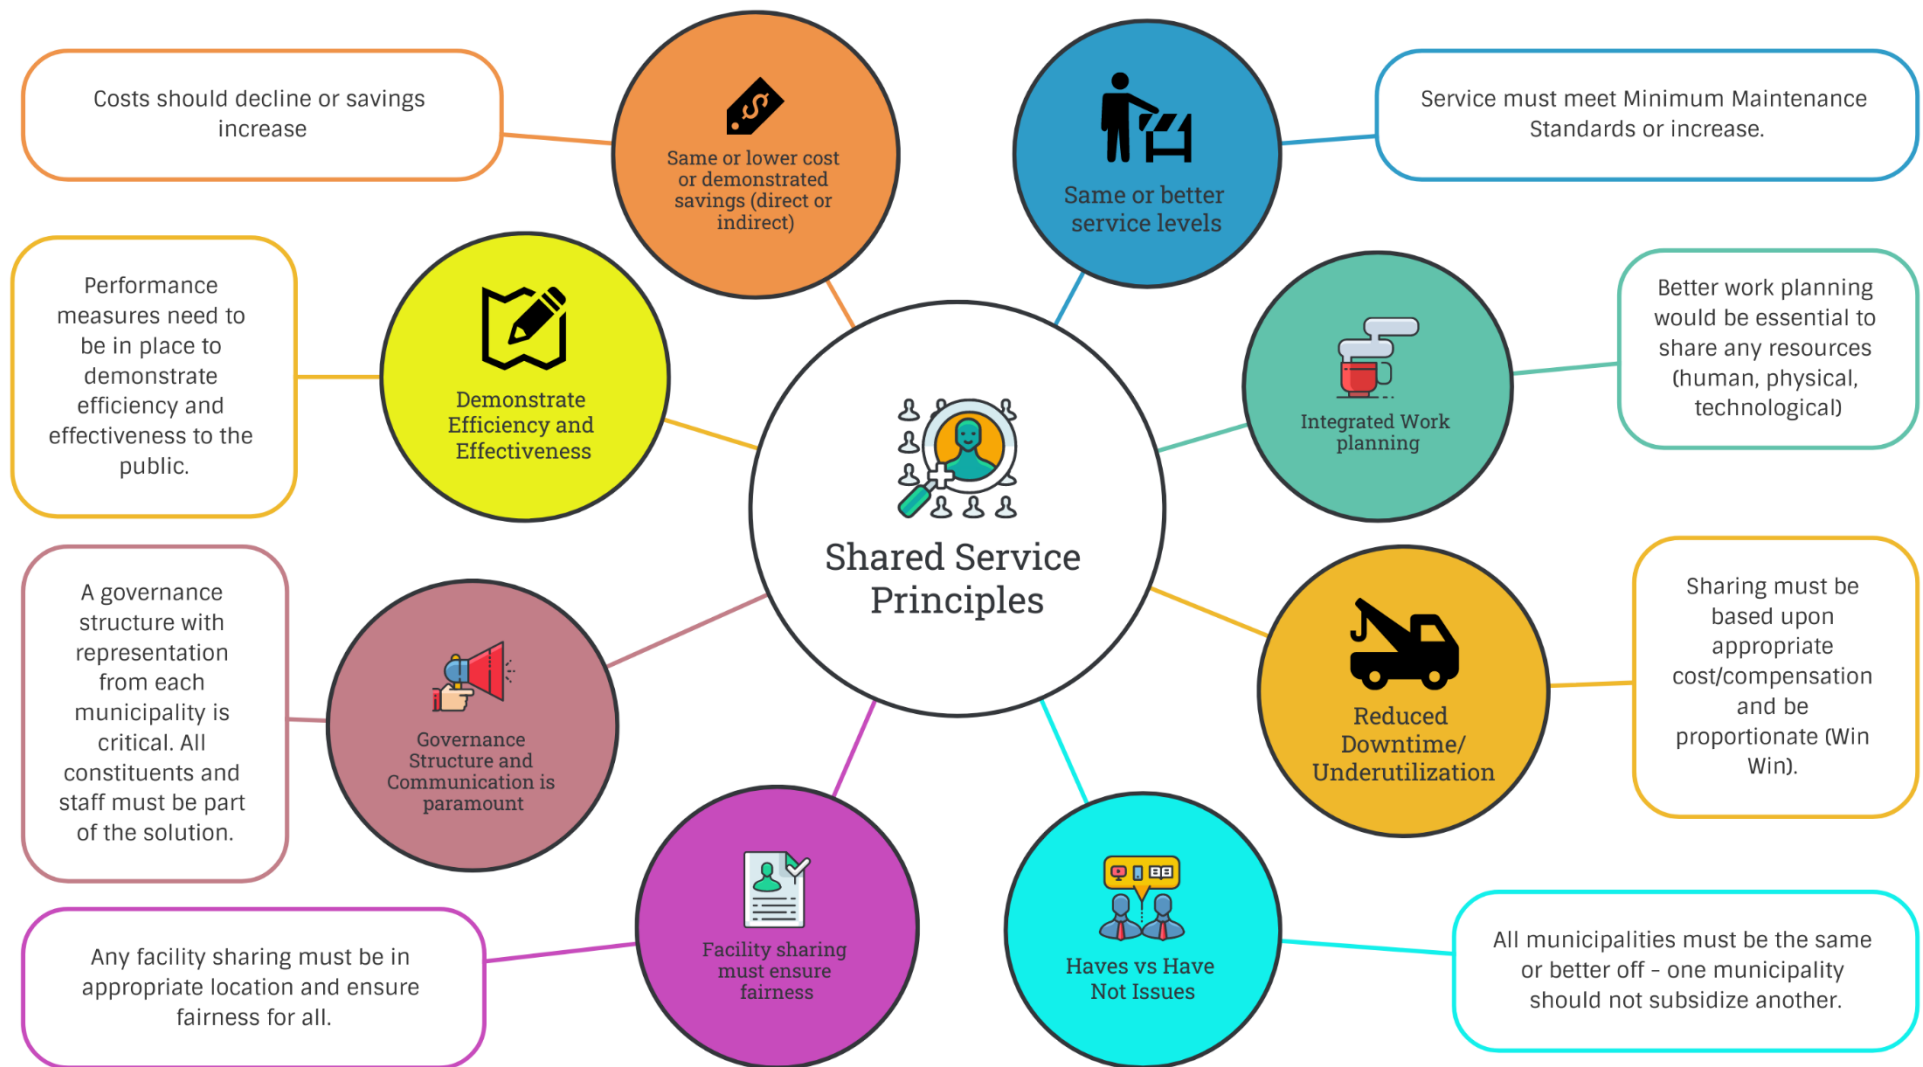 Costs should decline or savings
increase
Same or lower cost
or demonstrated
savings (direct or
indirect)
Same or better
service levels
Service must meet Minimum Maintenance
Standards or increase.
Performance
measures need to
be in place to
demonstrate
efficiency and
effectiveness to the
public.
Demonstrate
Efficiency and
Effectiveness
Integrated Work
planning
Better work planning
would be essential to
share any resources
(human, physical,
technological)
Shared Service
Principles
A governance
structure with
representation
from each
municipality is
critical. All
constituents and
staff must be part
of the solution.
Governance
Structure and
Communication is
paramount
Reduced
Downtime/
Underutilization
Sharing must be
based upon
appropriate
cost/compensation
and be
proportionate (Win
Win).
Any facility sharing must be in
appropriate location and ensure
fairness for all.
Facility sharing
must ensure
fairness
Haves vs Have
Not Issues
All municipalities must be the same
or better off - one municipality
should not subsidize another.